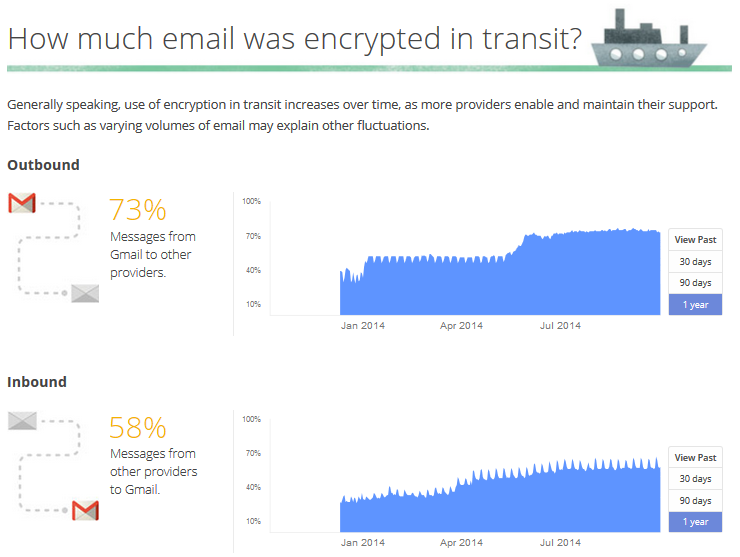 How much email was encrypted in transit?
Generally speaking, use of encryption in transit increases over time, as more providers enable and maintain their support.
Factors such as varying volumes of email may explain other fluctuations.
Outbound
73%
Messages from
Gmail to other
providers.
100%
70%
40%
10%
Jan 2014
Apr 2014
Jul 2014
View Past
30 days
90 days
1 year
Inbound
58%
Messages from
other providers
to Gmail.
100%
70%
40%
10%
Jan 2014
Apr 2014
Jul 2014
View Past
30 days
90 days
1 year